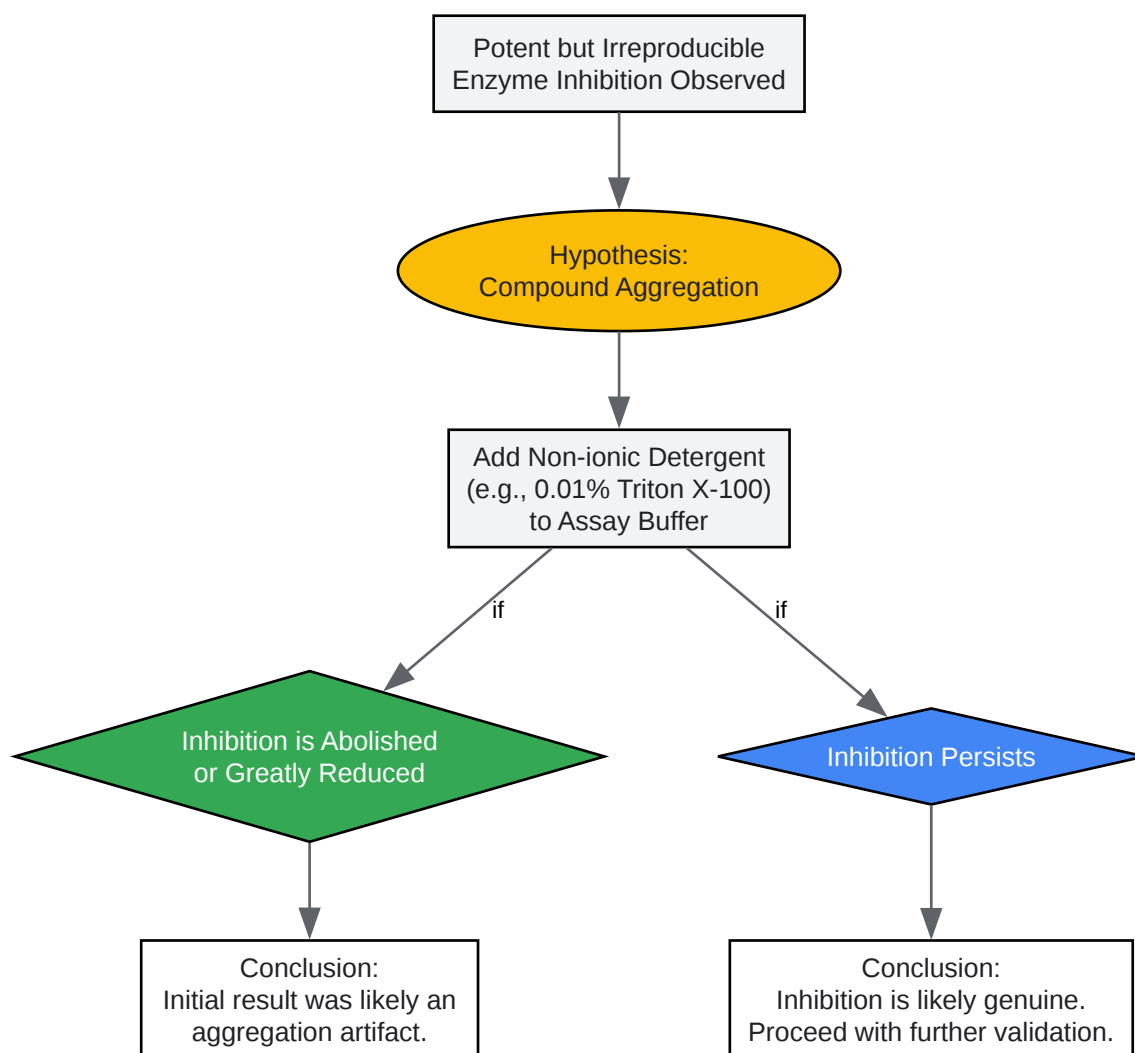 Potent but Irreproducible
Enzyme Inhibition Observed
Hypothesis:
Compound Aggregation
Add Non-ionic Detergent
(e.g., 0.01% Triton X-100)
to Assay Buffer
if
if
Inhibition is Abolished
or Greatly Reduced
Inhibition Persists
Conclusion:
Initial result was likely an
aggregation artifact.
Conclusion:
Inhibition is likely genuine.
Proceed with further validation.